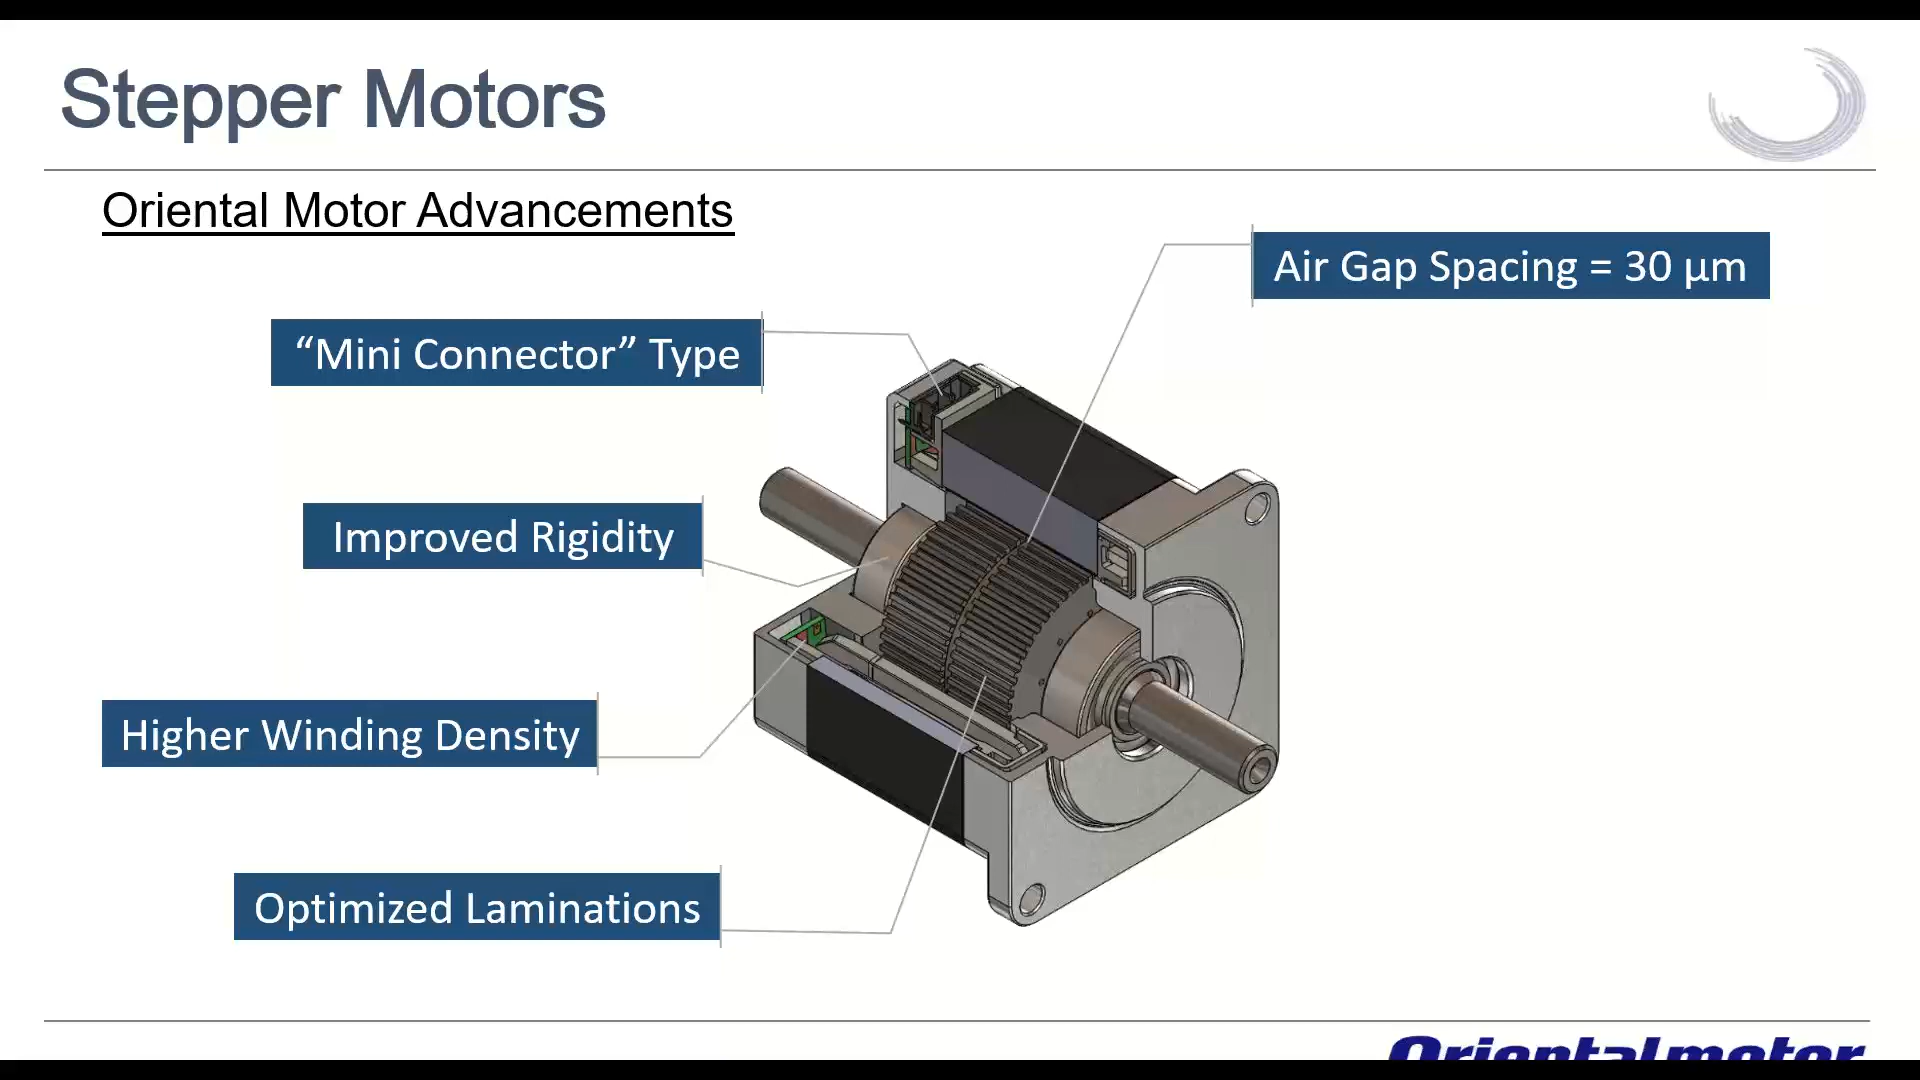 Stepper Motors
Oriental Motor Advancements
Air Gap Spacing = 30 µm
“Mini Connector” Type
Improved Rigidity
Higher Winding Density
Optimized Laminations
Orientalmotor